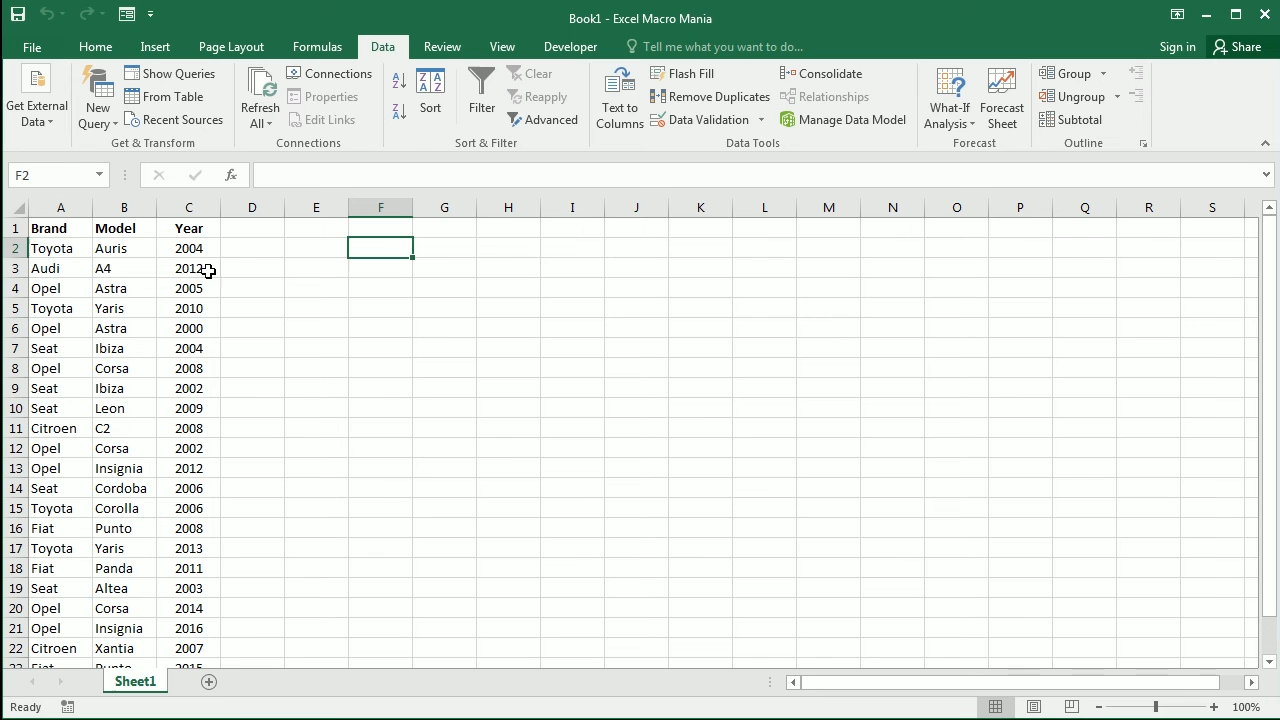 Book1 - Excel Macro Mania
File Home Insert Page Layout Formulas Data Review View Developer Tell me what you want to do... Sign in Share
Get External Data
New Query
Show Queries
From Table
Recent Sources
Get & Transform
Refresh All
Connections
Properties
Edit Links
Connections
Sort
Filter
Clear
Reapply
Advanced
Sort & Filter
Text to Columns
Flash Fill
Remove Duplicates
Data Validation
Consolidate
Relationships
Manage Data Model
Data Tools
What-If Analysis
Forecast Sheet
Forecast
Group
Ungroup
Subtotal
Outline
F2 fx
A B C D E F G H I J K L M N O P Q R S
1 Brand Model Year
2 Toyota Auris 2004
3 Audi A4 2012
4 Opel Astra 2005
5 Toyota Yaris 2010
6 Opel Astra 2000
7 Seat Ibiza 2004
8 Opel Corsa 2008
9 Seat Ibiza 2002
10 Seat Leon 2009
11 Citroen C2 2008
12 Opel Corsa 2002
13 Opel Insignia 2012
14 Seat Cordoba 2006
15 Toyota Corolla 2006
16 Fiat Punto 2008
17 Toyota Yaris 2013
18 Fiat Panda 2011
19 Seat Altea 2003
20 Opel Corsa 2014
21 Opel Insignia 2016
22 Citroen Xantia 2007
23 Fiat Punto 2015
Sheet1
Ready 100%